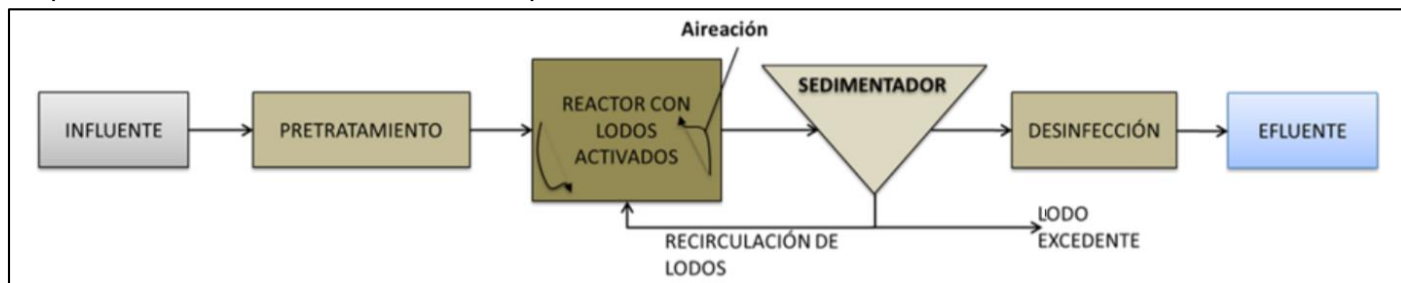 Aireación
INFLUENTE
PRETRATAMIENTO
REACTOR CON
LODOS
ACTIVADOS
SEDIMENTADOR
DESINFECCIÓN
EFLUENTE
RECIRCULACIÓN DE
LODOS
LODO
EXCEDENTE